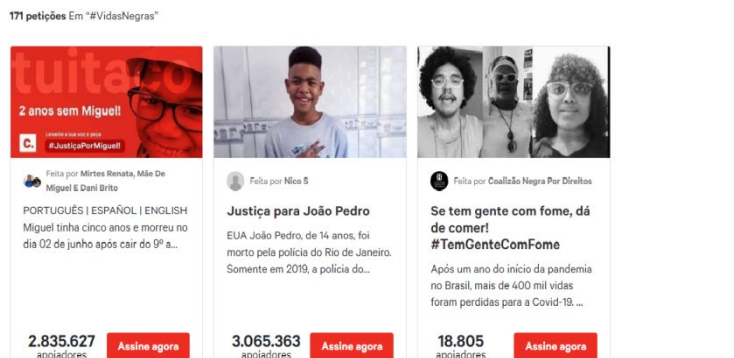 171 petições Em "#VidasNegras"
tuitaço
2 anos sem Miguel!
Levante a sua voz e peça
C.
#JustiçaPorMiguel!
Feita por Mirtes Renata, Mãe De
Miguel E Dani Brito
PORTUGUÊS | ESPAÑOL | ENGLISH
Miguel tinha cinco anos e morreu no
dia 02 de junho após cair do 9º a...
2.835.627
apoiadores
Assine agora
Feita por Nico S
Justiça para João Pedro
EUA João Pedro, de 14 anos, foi
morto pela polícia do Rio de Janeiro.
Somente em 2019, a polícia do...
3.065.363
apoiadores
Assine agora
Feita por Coalizão Negra Por Direitos
Se tem gente com fome, dá
de comer!
#TemGenteComFome
Após um ano do início da pandemia
no Brasil, mais de 400 mil vidas
foram perdidas para a Covid-19. ...
18.805
apoiadores
Assine agora